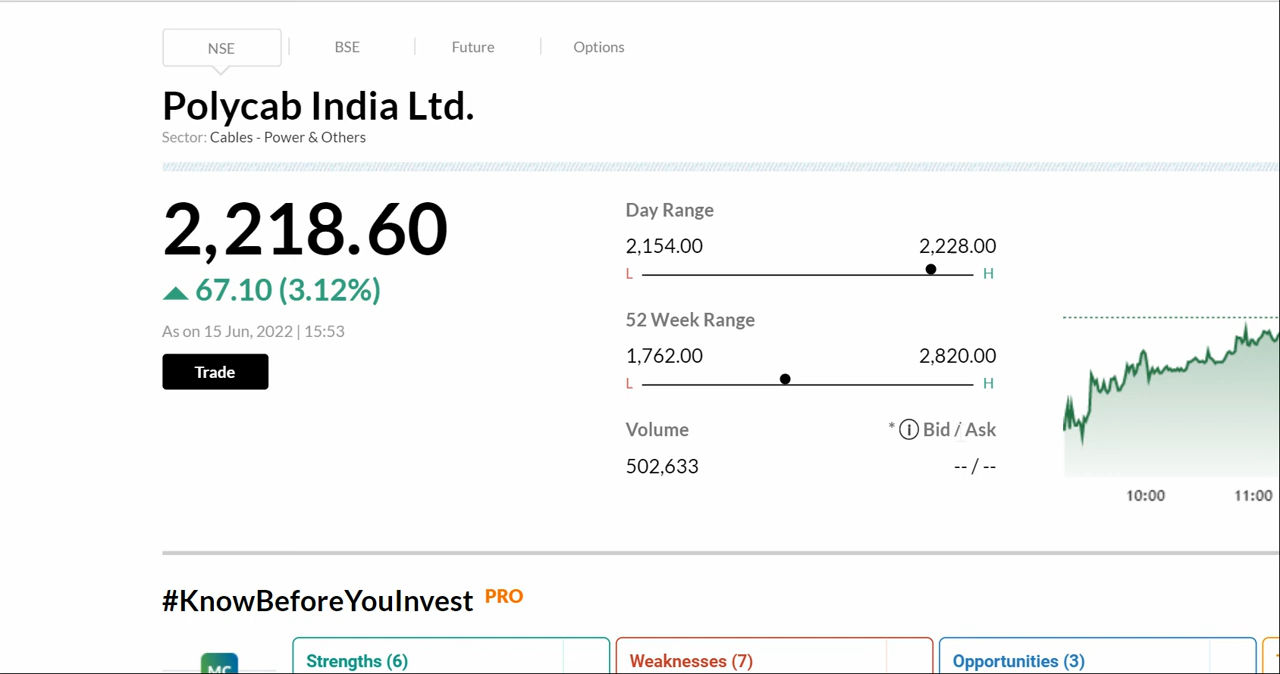 NSE
BSE
Future
Options
Polycab India Ltd.
Sector: Cables - Power & Others
2,218.60
67.10 (3.12%)
As on 15 Jun, 2022 | 15:53
Trade
Day Range
2,154.00 2,228.00
L H
52 Week Range
1,762.00 2,820.00
L H
Volume * i Bid / Ask
502,633 -- / --
10:00 11:00
#KnowBeforeYouInvest PRO
MC
Strengths (6)
Weaknesses (7)
Opportunities (3)